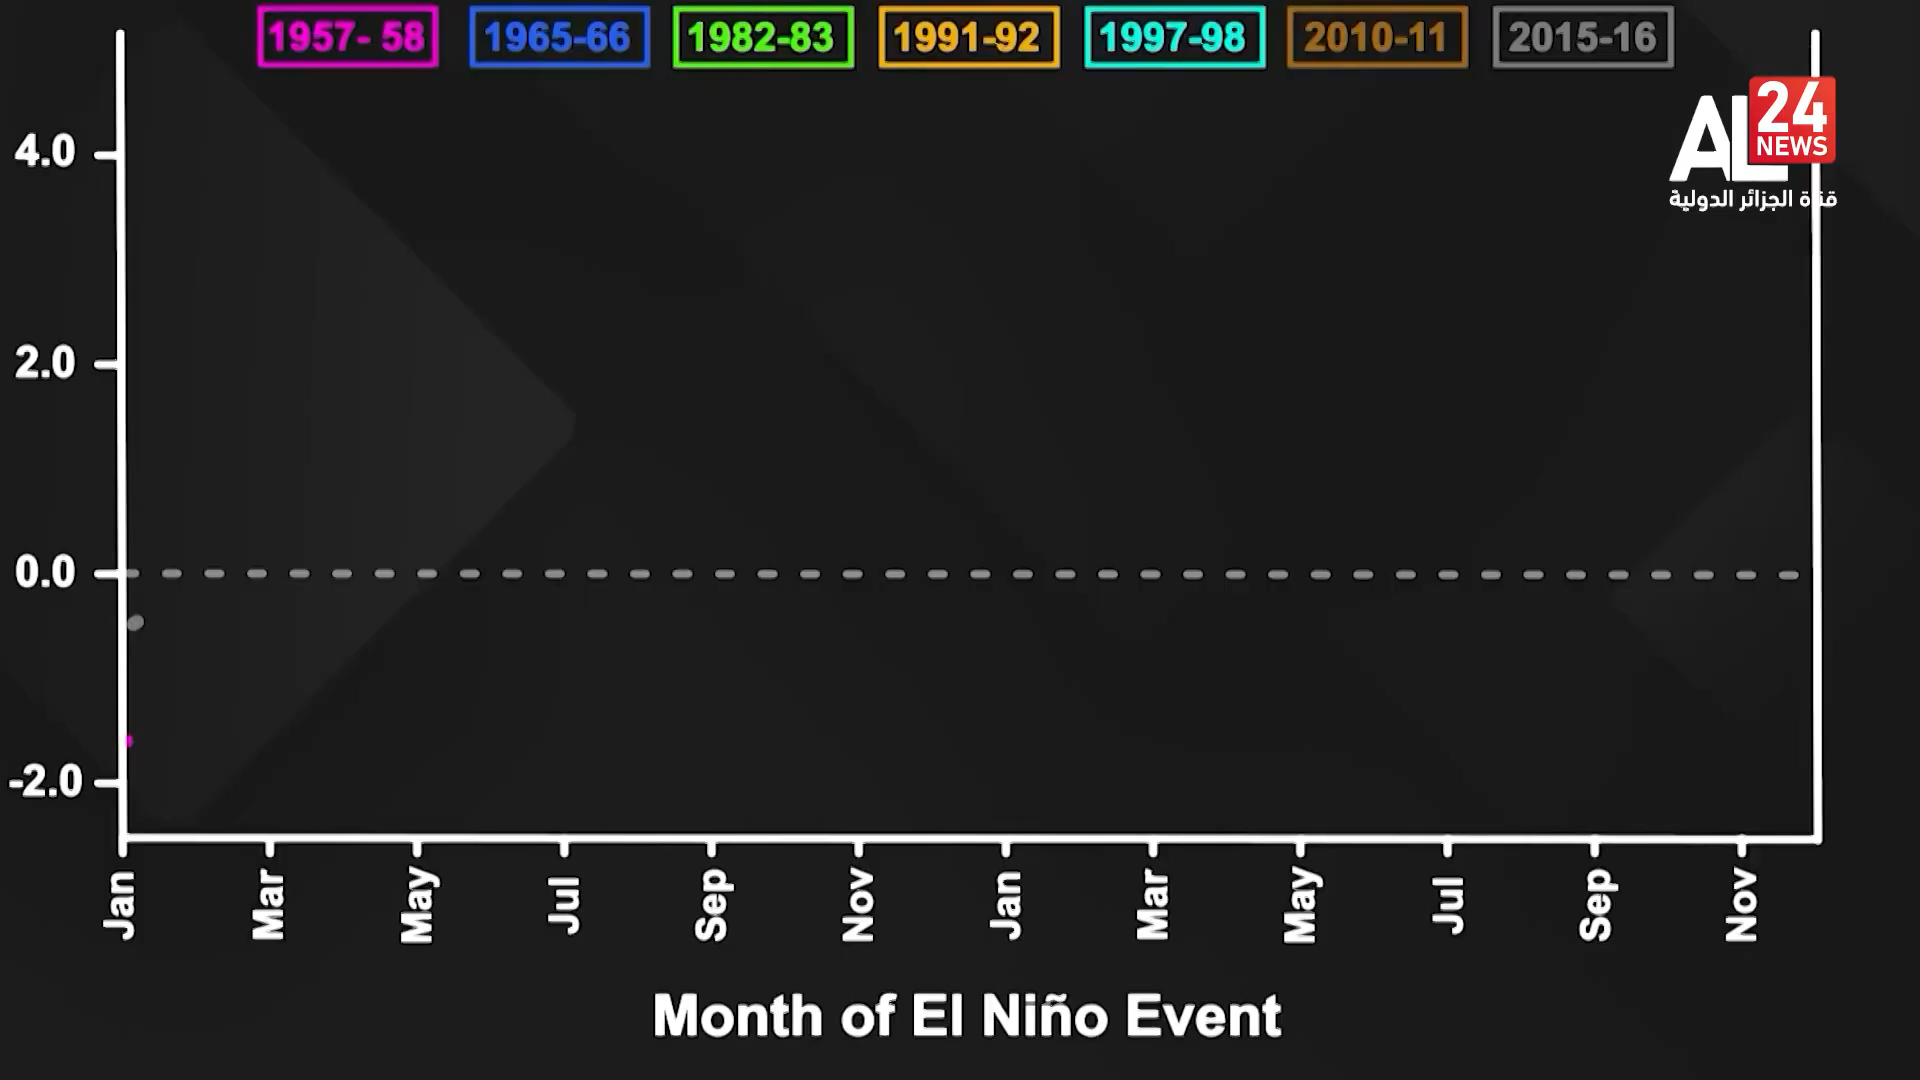 1957- 58 1965-66 1982-83 1991-92 1997-98 2010-11 2015-16
AL 24
NEWS
قناة الجزائر الدولية
4.0
2.0
0.0
-2.0
Jan Mar May Jul Sep Nov Jan Mar May Jul Sep Nov
Month of El Niño Event